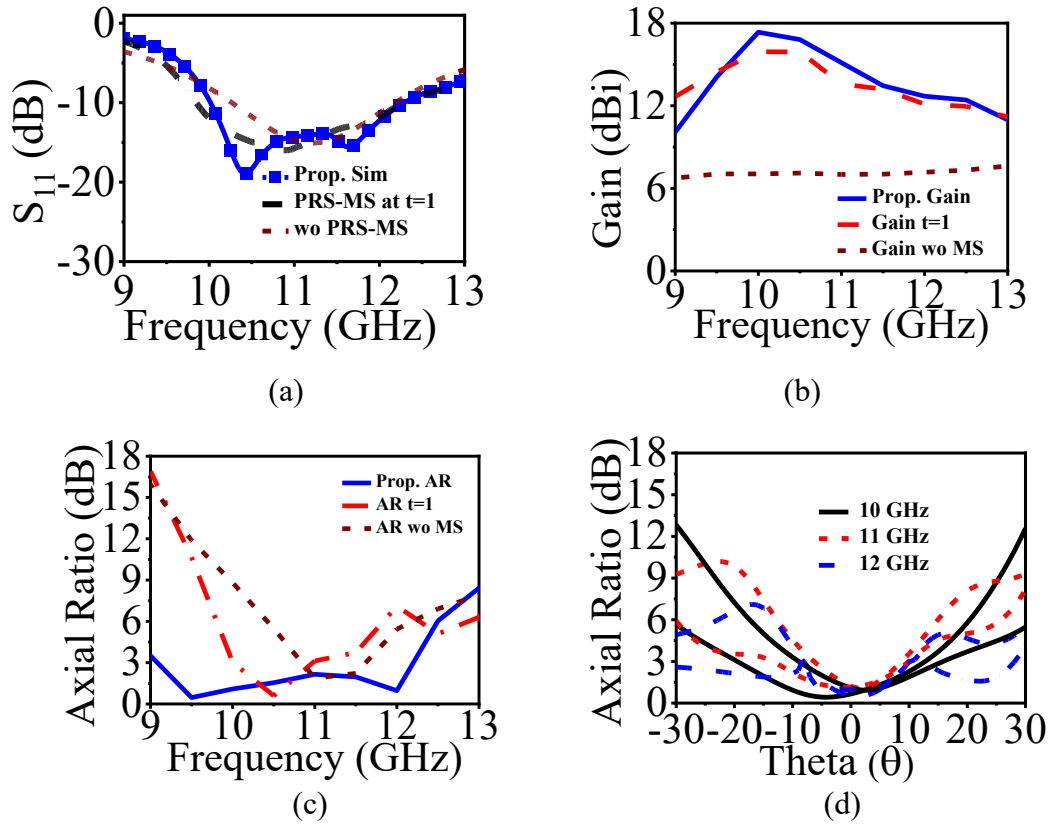 0
-10
-20
-30
S11 (dB)
Prop. Sim
PRS-MS at t=1
wo PRS-MS
9 10 11 12 13
Frequency (GHz)
(a)
18
12
6
0
Gain (dBi)
Prop. Gain
Gain t=1
Gain wo MS
9 10 11 12 13
Frequency (GHz)
(b)
18
15
12
9
6
3
0
Axial Ratio (dB)
Prop. AR
AR t=1
AR wo MS
9 10 11 12 13
Frequency (GHz)
(c)
18
15
12
9
6
3
0
Axial Ratio (dB)
10 GHz
11 GHz
12 GHz
-30 -20 -10 0 10 20 30
Theta (θ)
(d)